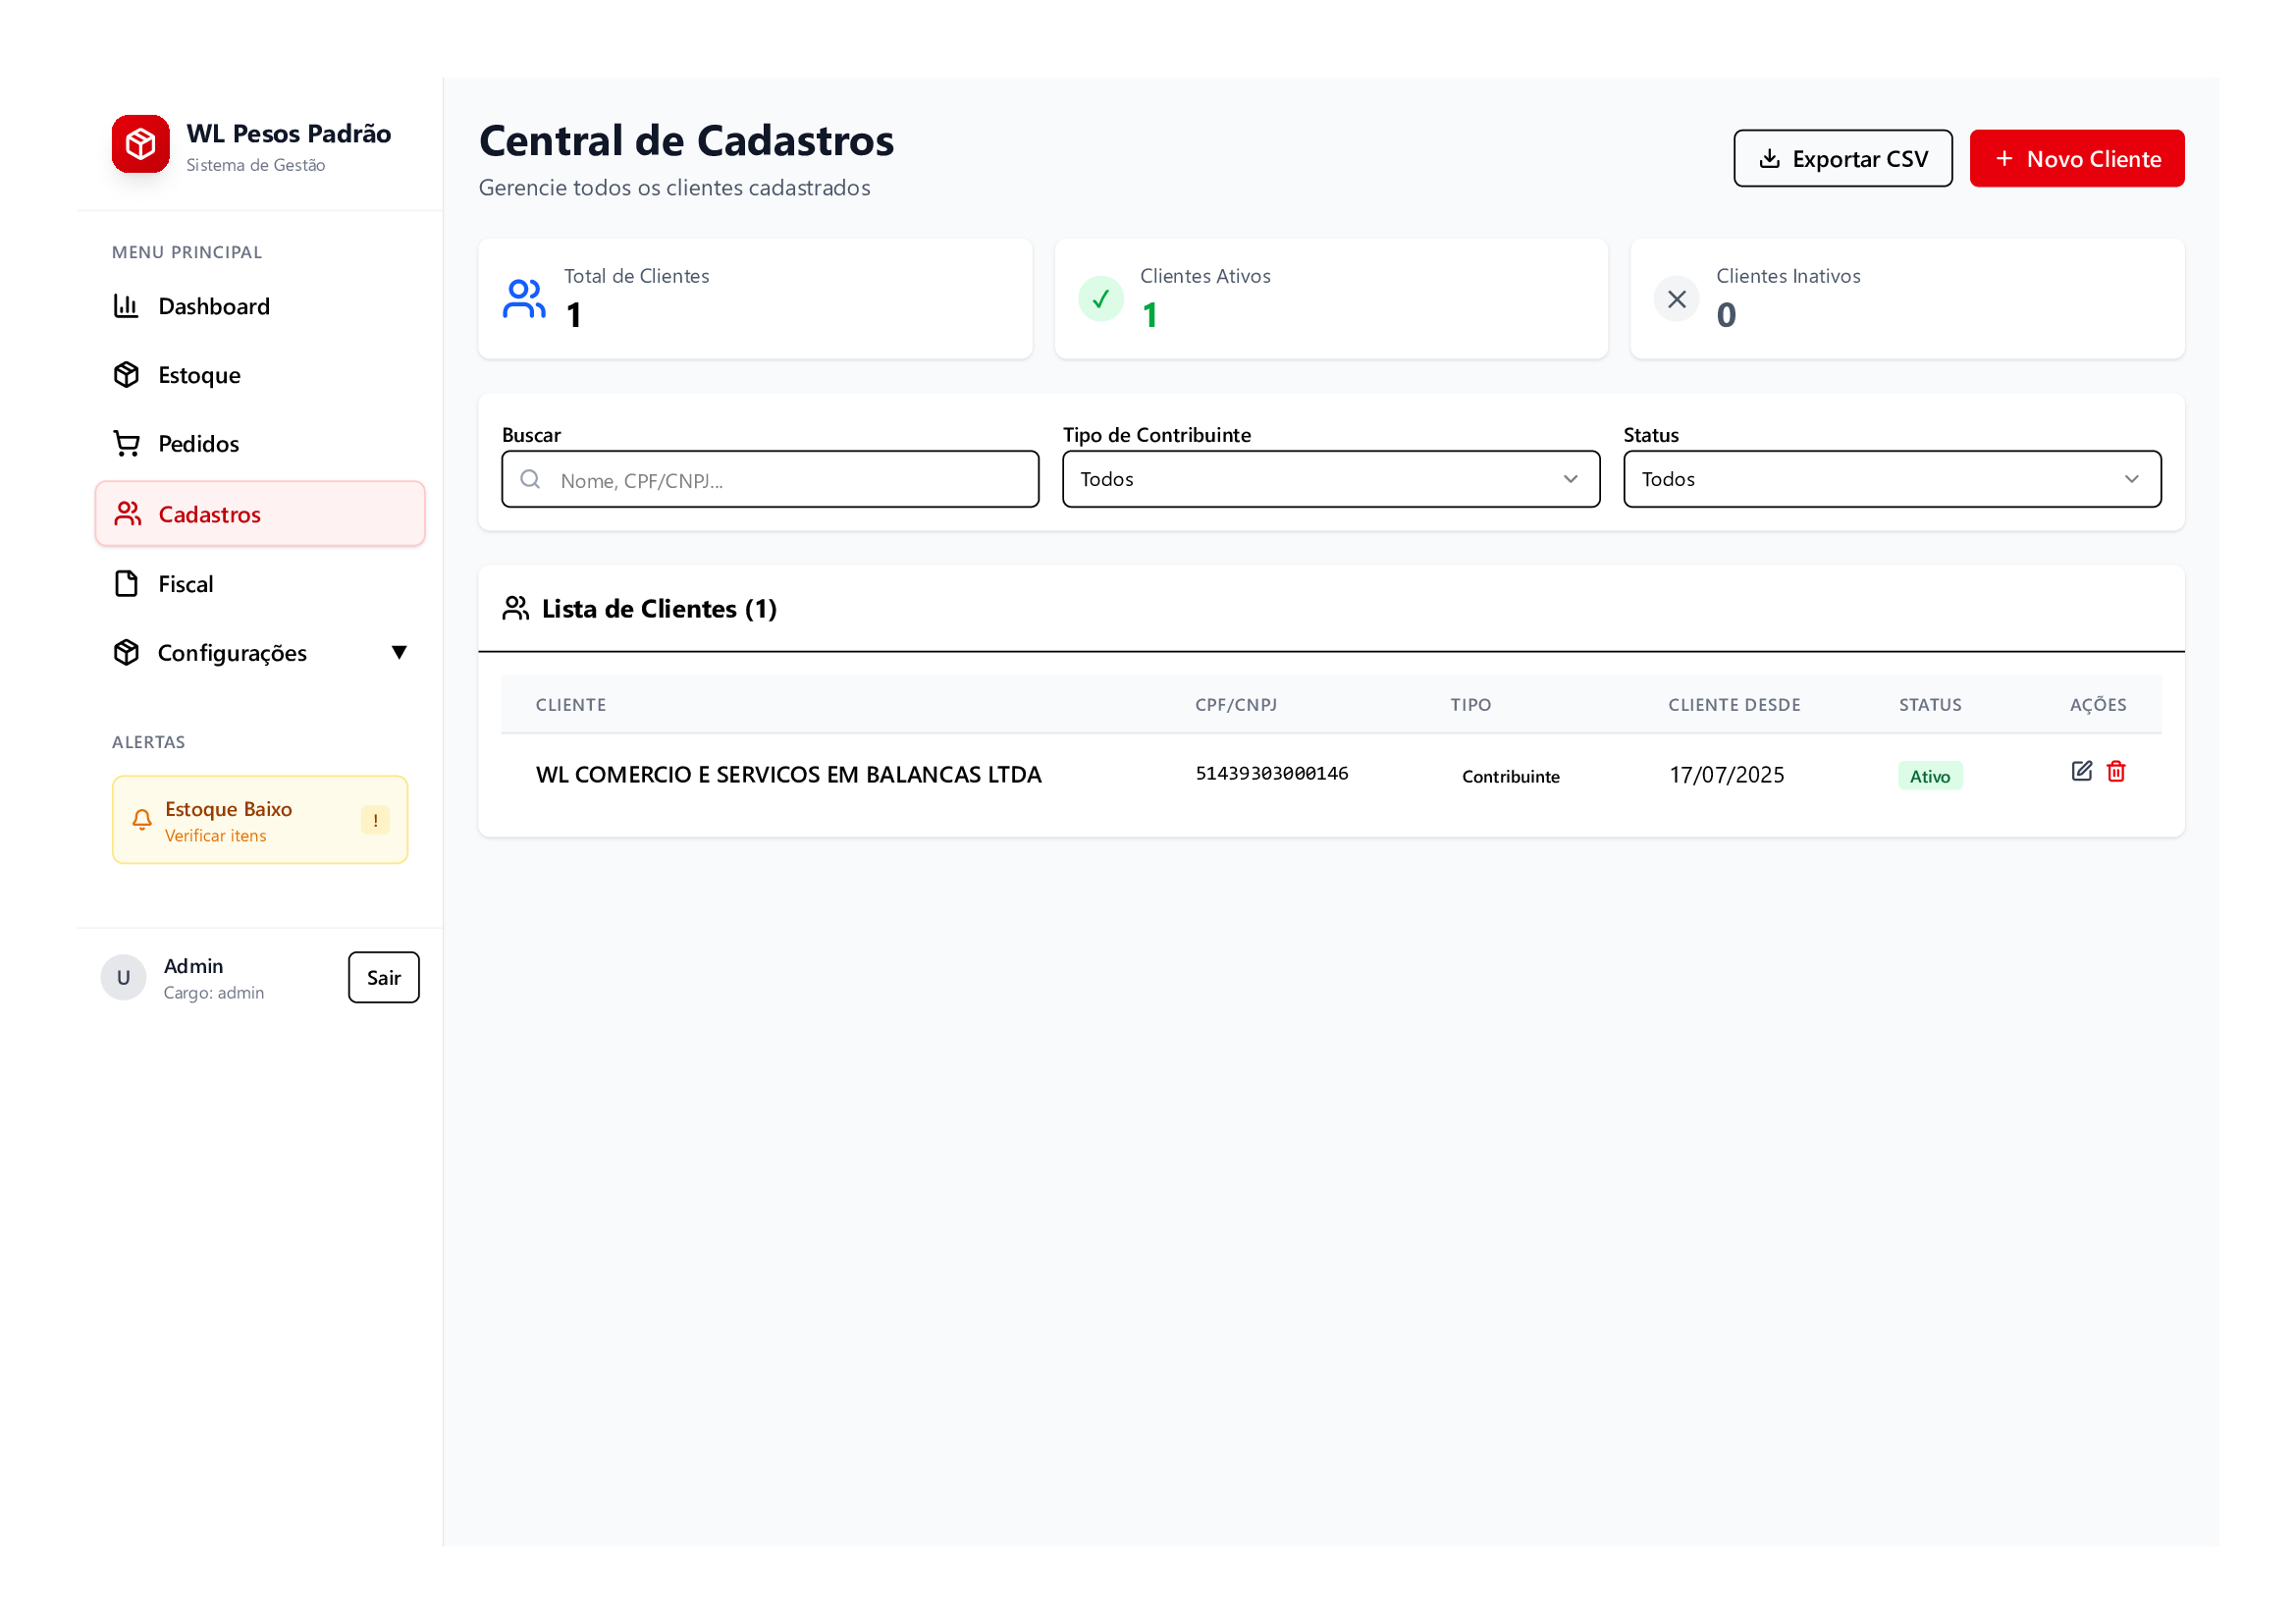 WL Pesos Padrão
Sistema de Gestão
MENU PRINCIPAL
Dashboard
Estoque
Pedidos
Cadastros
Fiscal
Configurações ▼
ALERTAS
Estoque Baixo
Verificar itens
!
U
Admin
Cargo: admin
Sair
Central de Cadastros
Gerencie todos os clientes cadastrados
Exportar CSV
+ Novo Cliente
Total de Clientes
1
✓
Clientes Ativos
1
Clientes Inativos
0
Buscar
Nome, CPF/CNPJ...
Tipo de Contribuinte
Todos
Status
Todos
Lista de Clientes (1)
CLIENTE CPF/CNPJ TIPO CLIENTE DESDE STATUS AÇÕES
WL COMERCIO E SERVICOS EM BALANCAS LTDA 51439303000146 Contribuinte 17/07/2025 Ativo